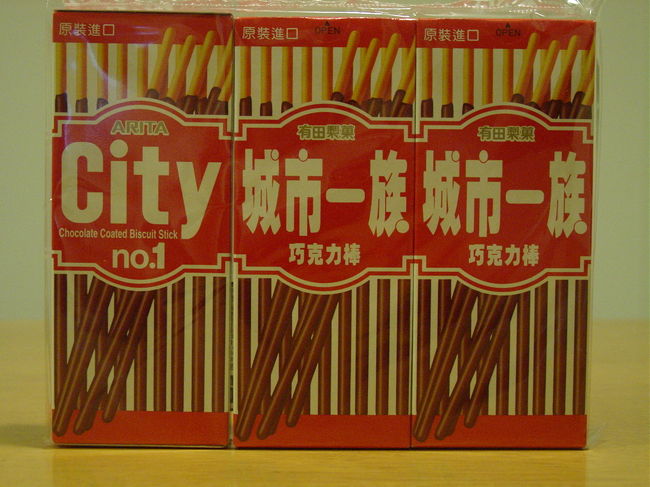 原裝進口
ARITA
City
Chocolate Coated Biscuit Stick
no.1
原裝進口
OPEN
有田製菓
城市一族
巧克力棒
原裝進口
OPEN
有田製菓
城市一族
巧克力棒